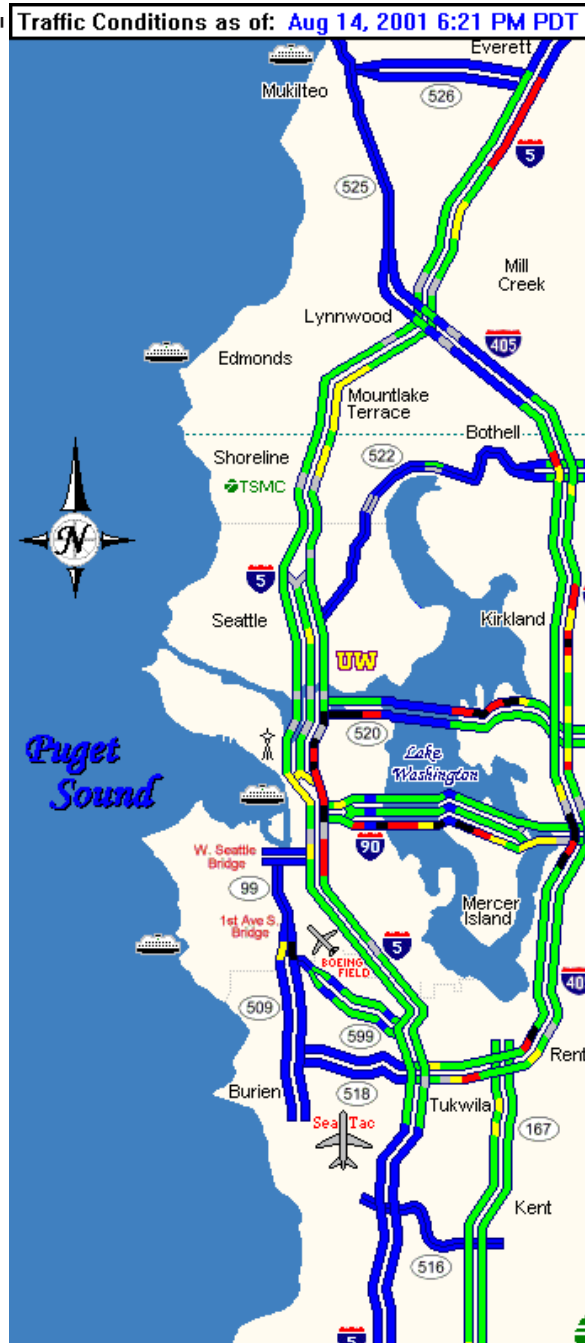 Traffic Conditions as of: Aug 14, 2001 6:21 PM PDT
Everett
Mukilteo
526
5
525
Mill
Creek
Lynnwood
405
Edmonds
Mountlake
Terrace
Bothell
Shoreline
522
TSMC
N
5
Seattle
Kirkland
UW
520
Puget
Sound
Lake
Washington
W. Seattle
Bridge
90
99
Mercer
Island
1st Ave S.
Bridge
5
BOEING
FIELD
40
509
599
Rent
518
Burien
Tukwila
Sea Tac
167
Kent
516
5